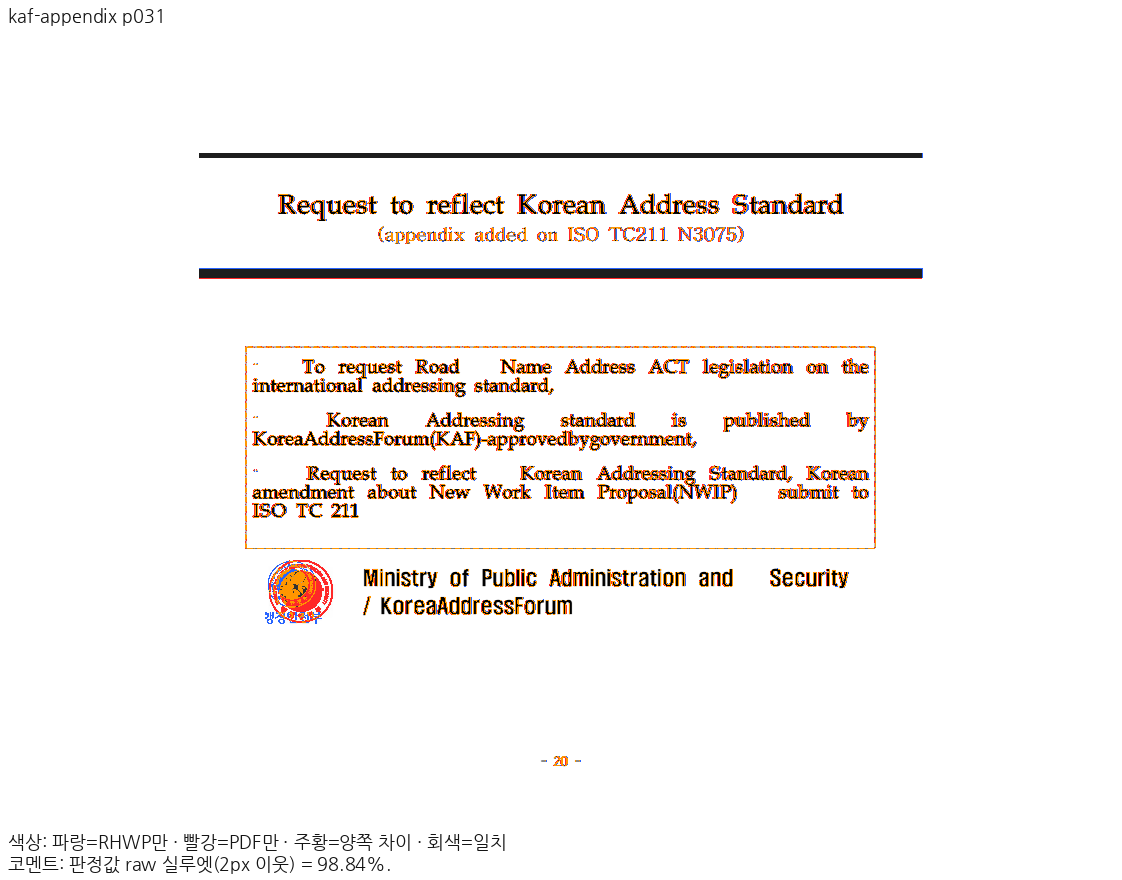 kaf-appendix p031
Request to reflect Korean Address Standard
(appendix added on ISO TC211 N3075)
To request Road Name Address ACT legislation on the
international addressing standard,
Korean Addressing standard is published by
KoreaAddressForum(KAF)-approvedbygovernment,
Request to reflect Korean Addressing Standard, Korean
amendment about New Work Item Proposal(NWIP) submit to
ISO TC 211
Ministry of Public Administration and Security
/ KoreaAddressForum
- 20 -
색상: 파랑=RHWP만 · 빨강=PDF만 · 주황=양쪽 차이 · 회색=일치
코멘트: 판정값 raw 실루엣(2px 이웃) = 98.84%.